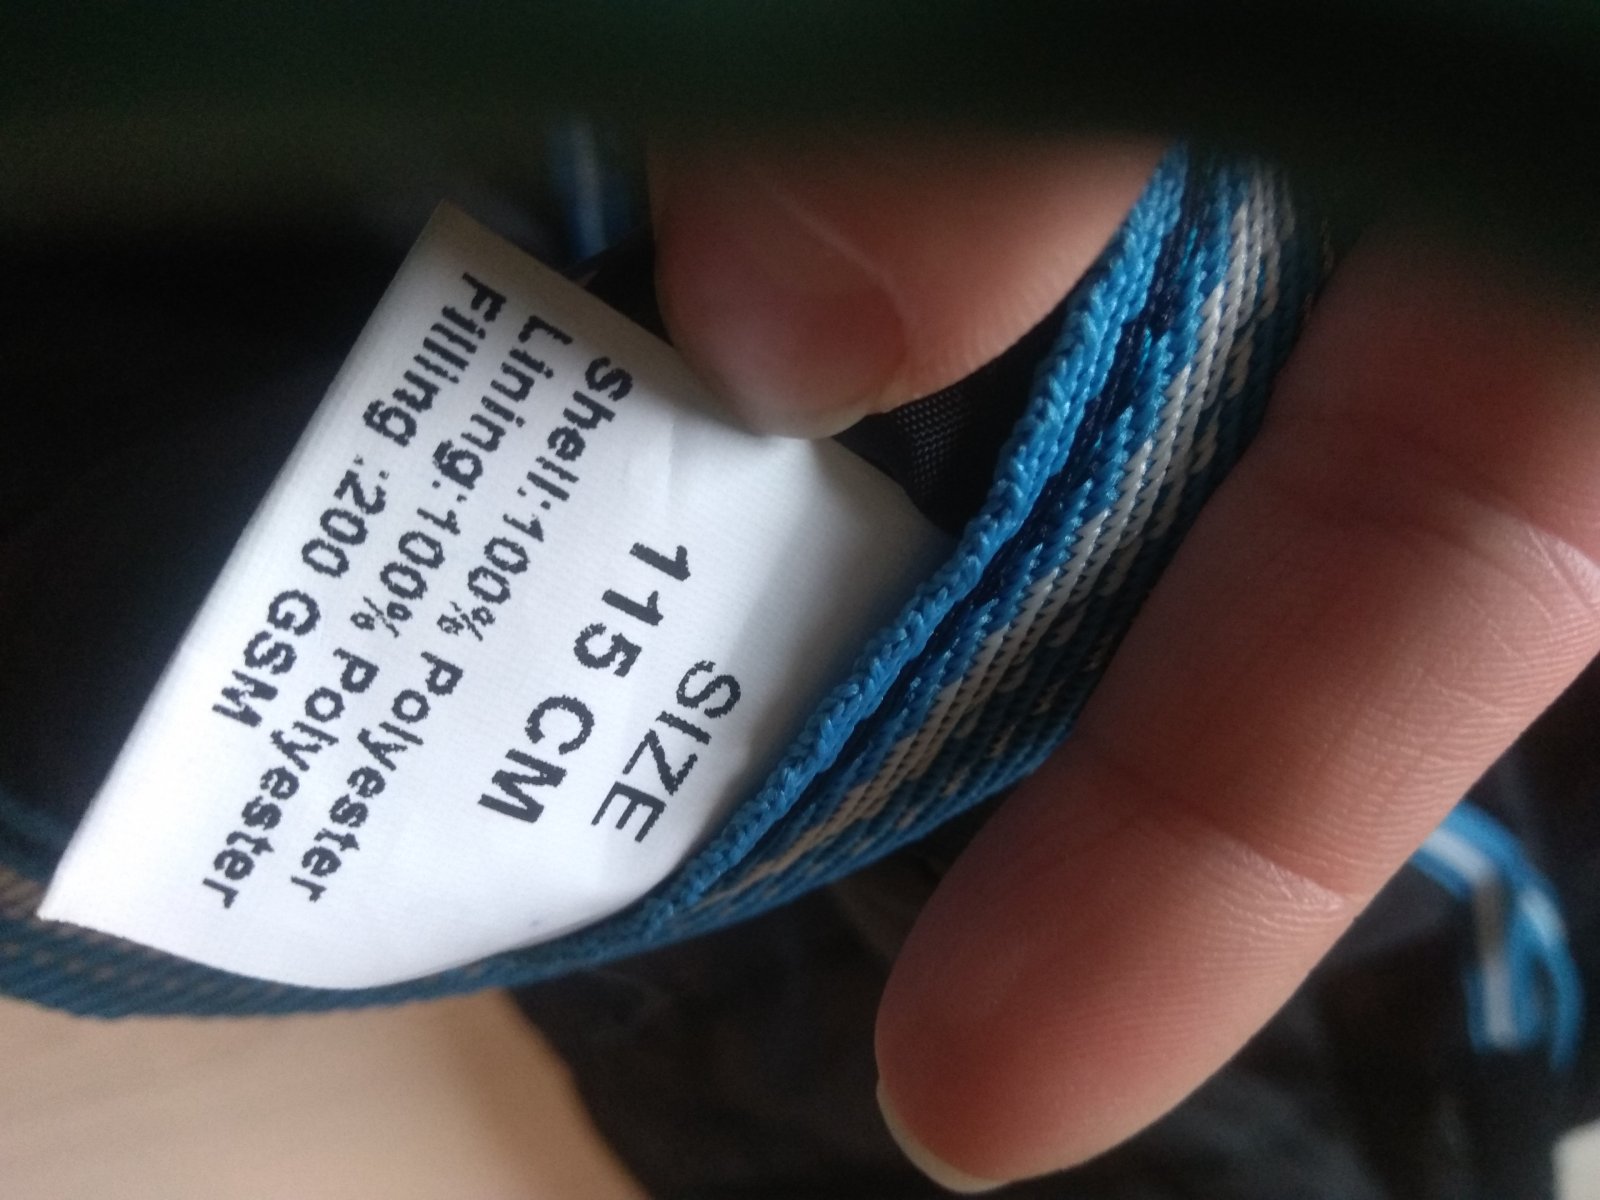 SIZE
115 CM
Shell:100% Polyester
Lining:100% Polyester
Filling :200 GSM